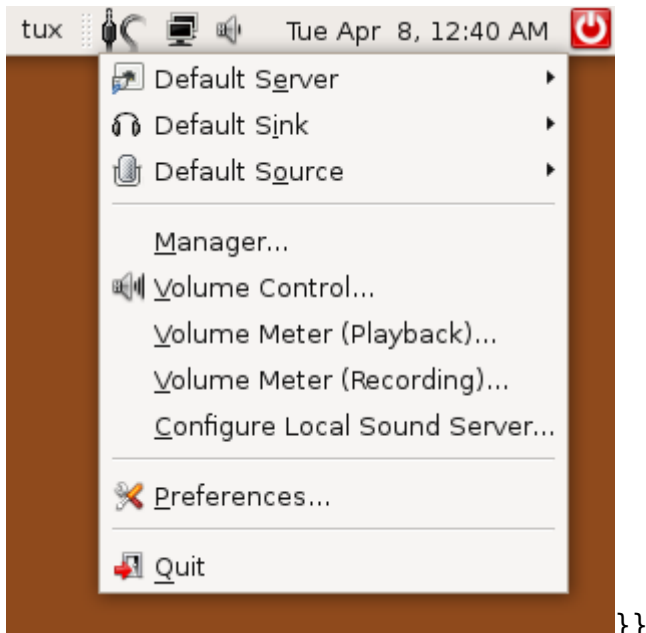 tux Tue Apr 8, 12:40 AM
Default Server
Default Sink
Default Source
Manager...
Volume Control...
Volume Meter (Playback)...
Volume Meter (Recording)...
Configure Local Sound Server...
Preferences...
Quit
}}